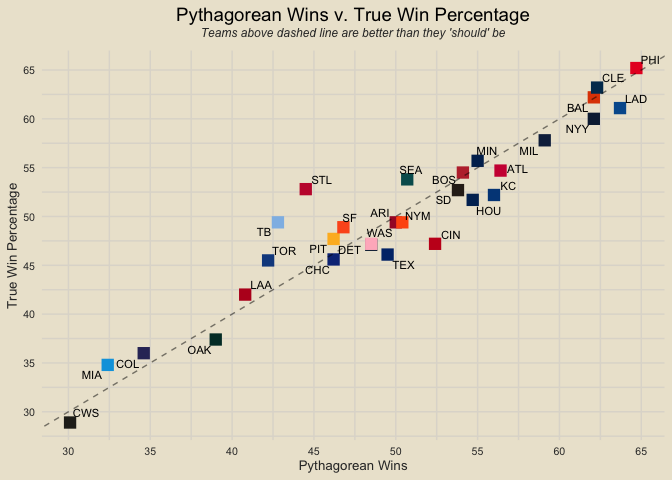 Pythagorean Wins v. True Win Percentage
Teams above dashed line are better than they 'should' be
True Win Percentage
65
60
55
50
45
40
35
30
PHI
CLE
LAD
BAL
NYY
MIL
MIN
ATL
SEA
BOS
KC
STL
SD
HOU
ARI
NYM
SF
TB
WAS
CIN
PIT
DET
TOR
TEX
CHC
LAA
OAK
COL
MIA
CWS
30
35
40
45
50
55
60
65
Pythagorean Wins